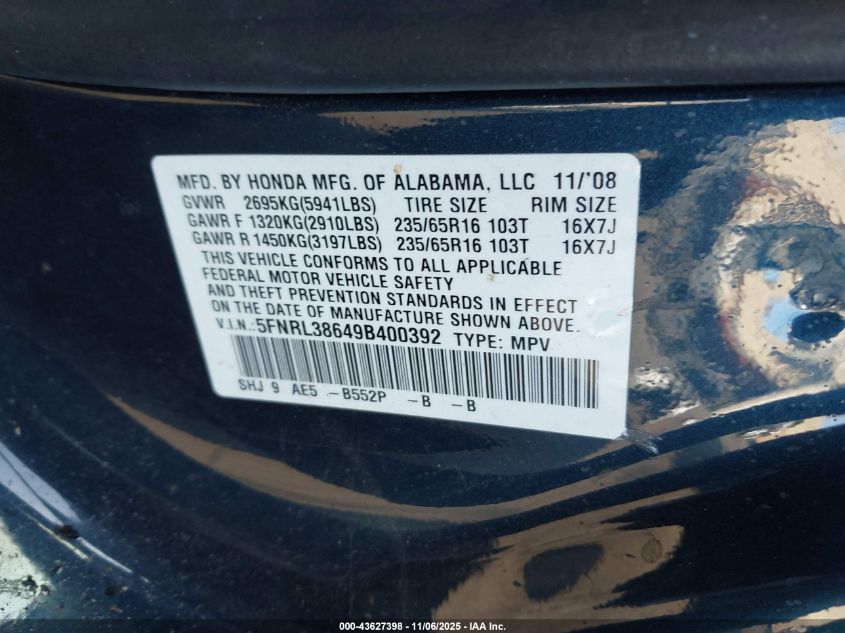 MFD. BY HONDA MFG. OF ALABAMA, LLC 11/'08
GVWR 2695KG(5941LBS) TIRE SIZE RIM SIZE
GAWR F 1320KG(2910LBS) 235/65R16 103T 16X7J
GAWR R 1450KG(3197LBS) 235/65R16 103T 16X7J
THIS VEHICLE CONFORMS TO ALL APPLICABLE
FEDERAL MOTOR VEHICLE SAFETY
AND THEFT PREVENTION STANDARDS IN EFFECT
ON THE DATE OF MANUFACTURE SHOWN ABOVE.
V.I.N.:5FNRL38649B400392 TYPE: MPV
SHJ 9 AE5 -B552P -B -B
000-43627398 - 11/06/2025 - IAA Inc.